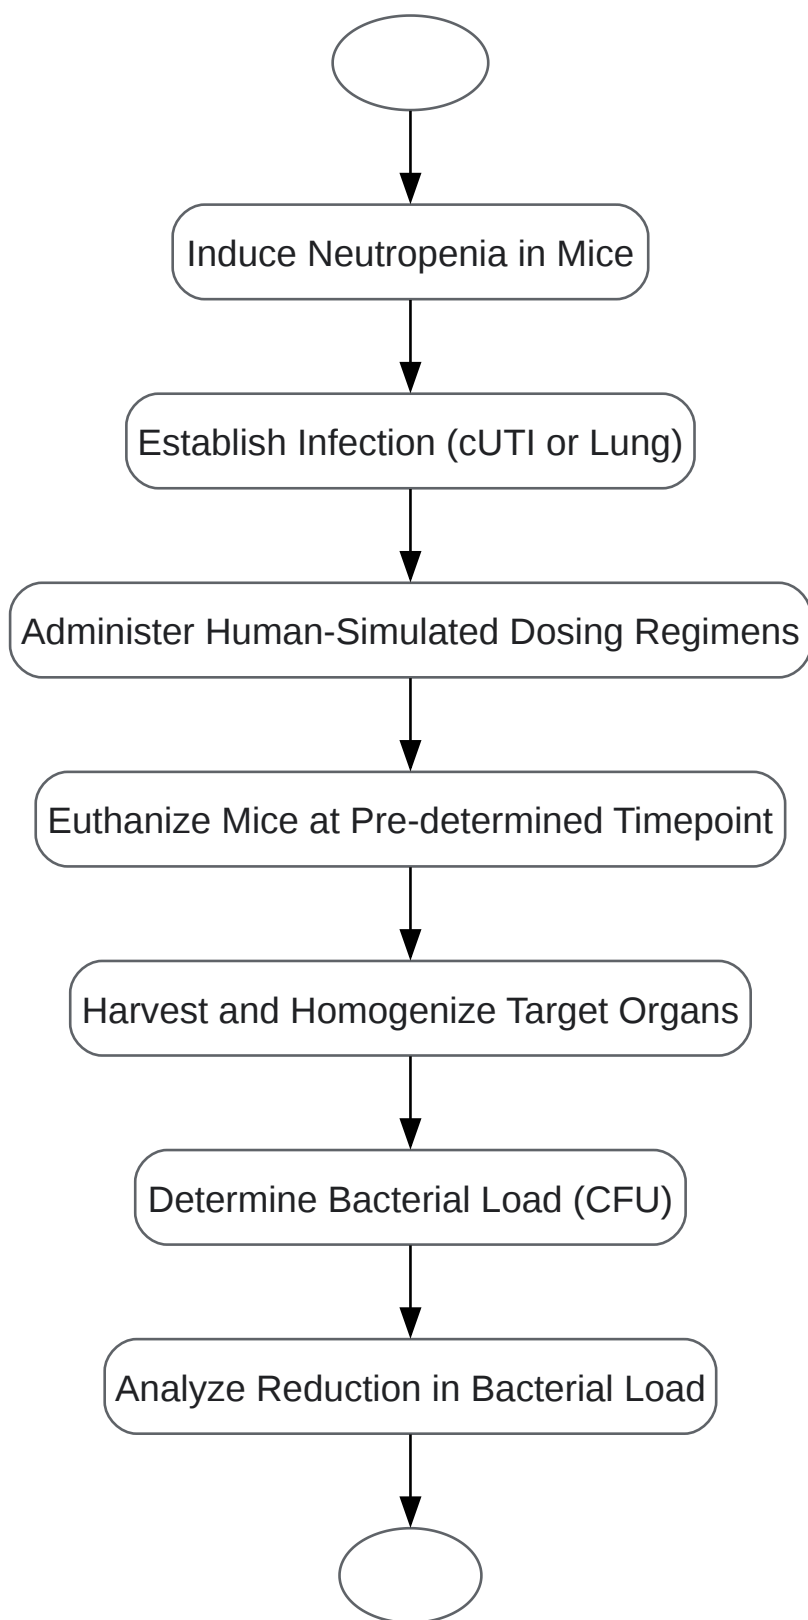 Induce Neutropenia in Mice
Establish Infection (cUTI or Lung)
Administer Human-Simulated Dosing Regimens
Euthanize Mice at Pre-determined Timepoint
Harvest and Homogenize Target Organs
Determine Bacterial Load (CFU)
Analyze Reduction in Bacterial Load